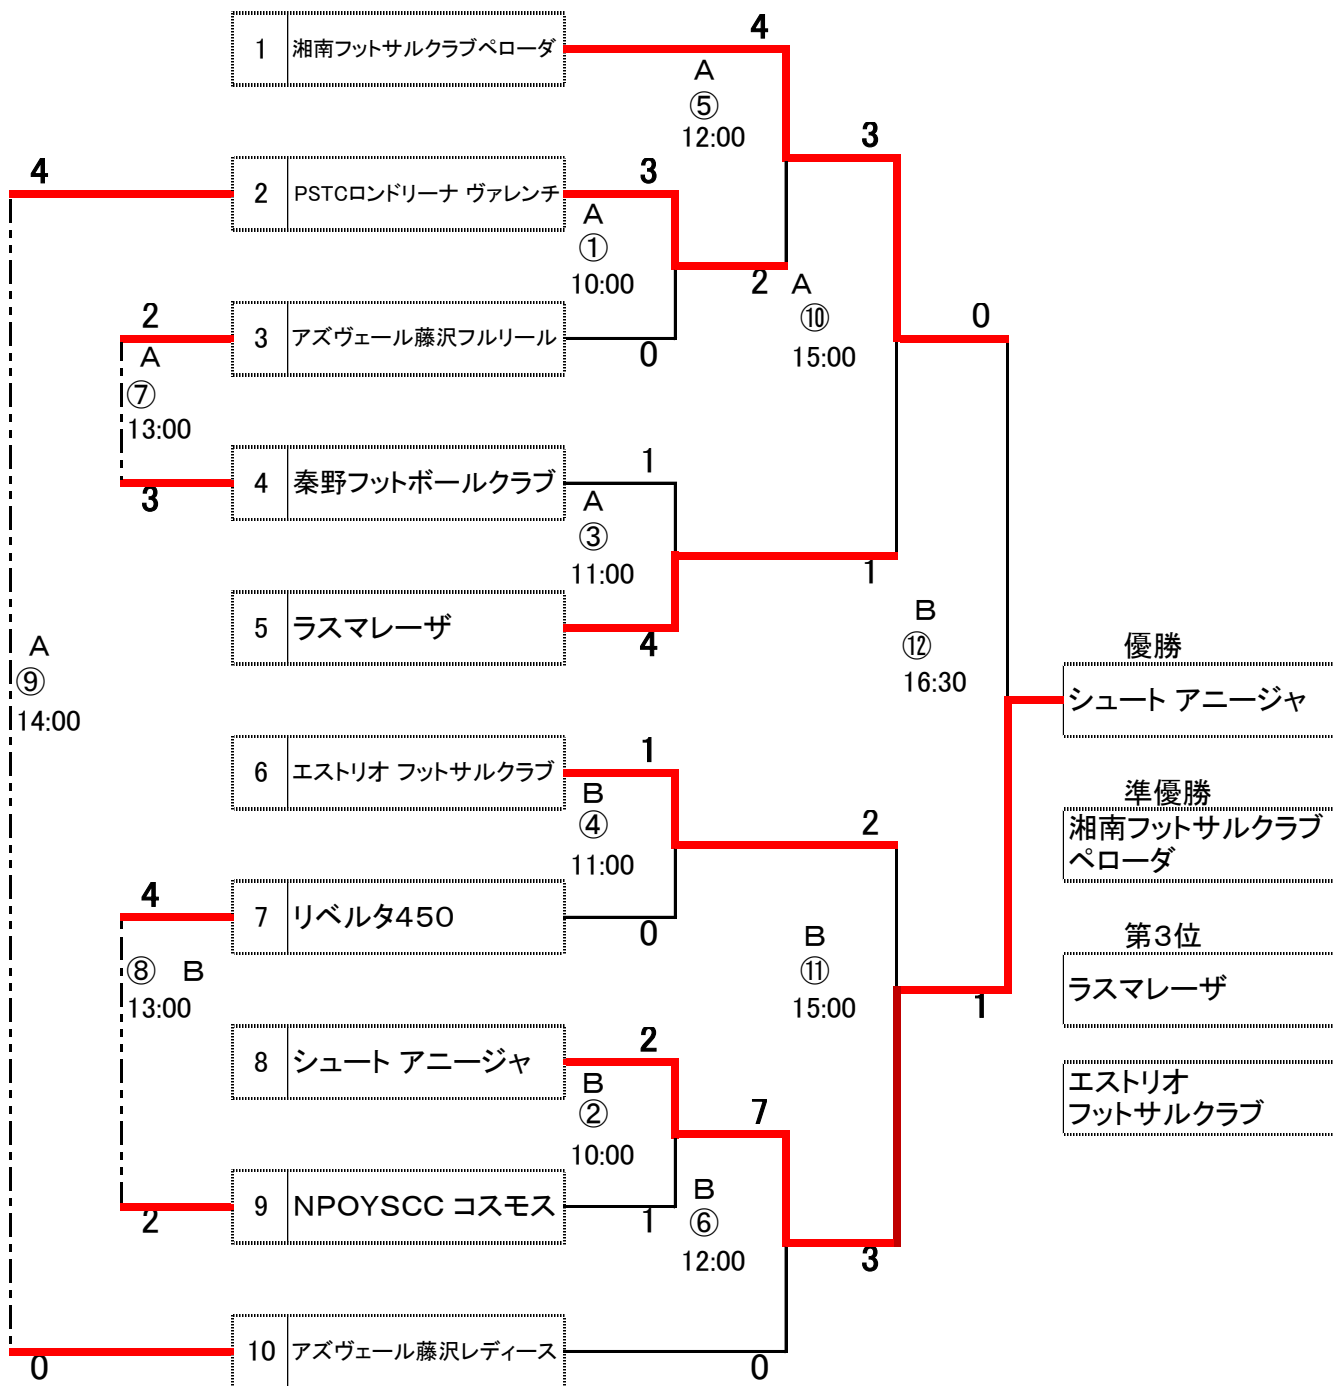 4
1 湘南フットサルクラブペローダ
A
⑤
12:00
3
4
3
2 PSTCロンドリーナ ヴァレンチ
A
①
10:00
2
A
⑩
15:00
2
0
3 アズヴェール藤沢フルリール
0
A
⑦
13:00
1
4 秦野フットボールクラブ
3
A
③
11:00
1
5 ラスマレーザ
4
B
⑫
16:30
A
⑨
14:00
優勝
シュート アニージャ
1
6 エストリオ フットサルクラブ
B
④
11:00
2
準優勝
湘南フットサルクラブ
ペローダ
4
7 リベルタ450
0
第3位
ラスマレーザ
⑧ B
13:00
B
⑪
15:00
1
2
8 シュート アニージャ
B
②
10:00
7
エストリオ
フットサルクラブ
9 NPOYSCC コスモス
2
1
B
⑥
12:00
3
10 アズヴェール藤沢レディース
0
0